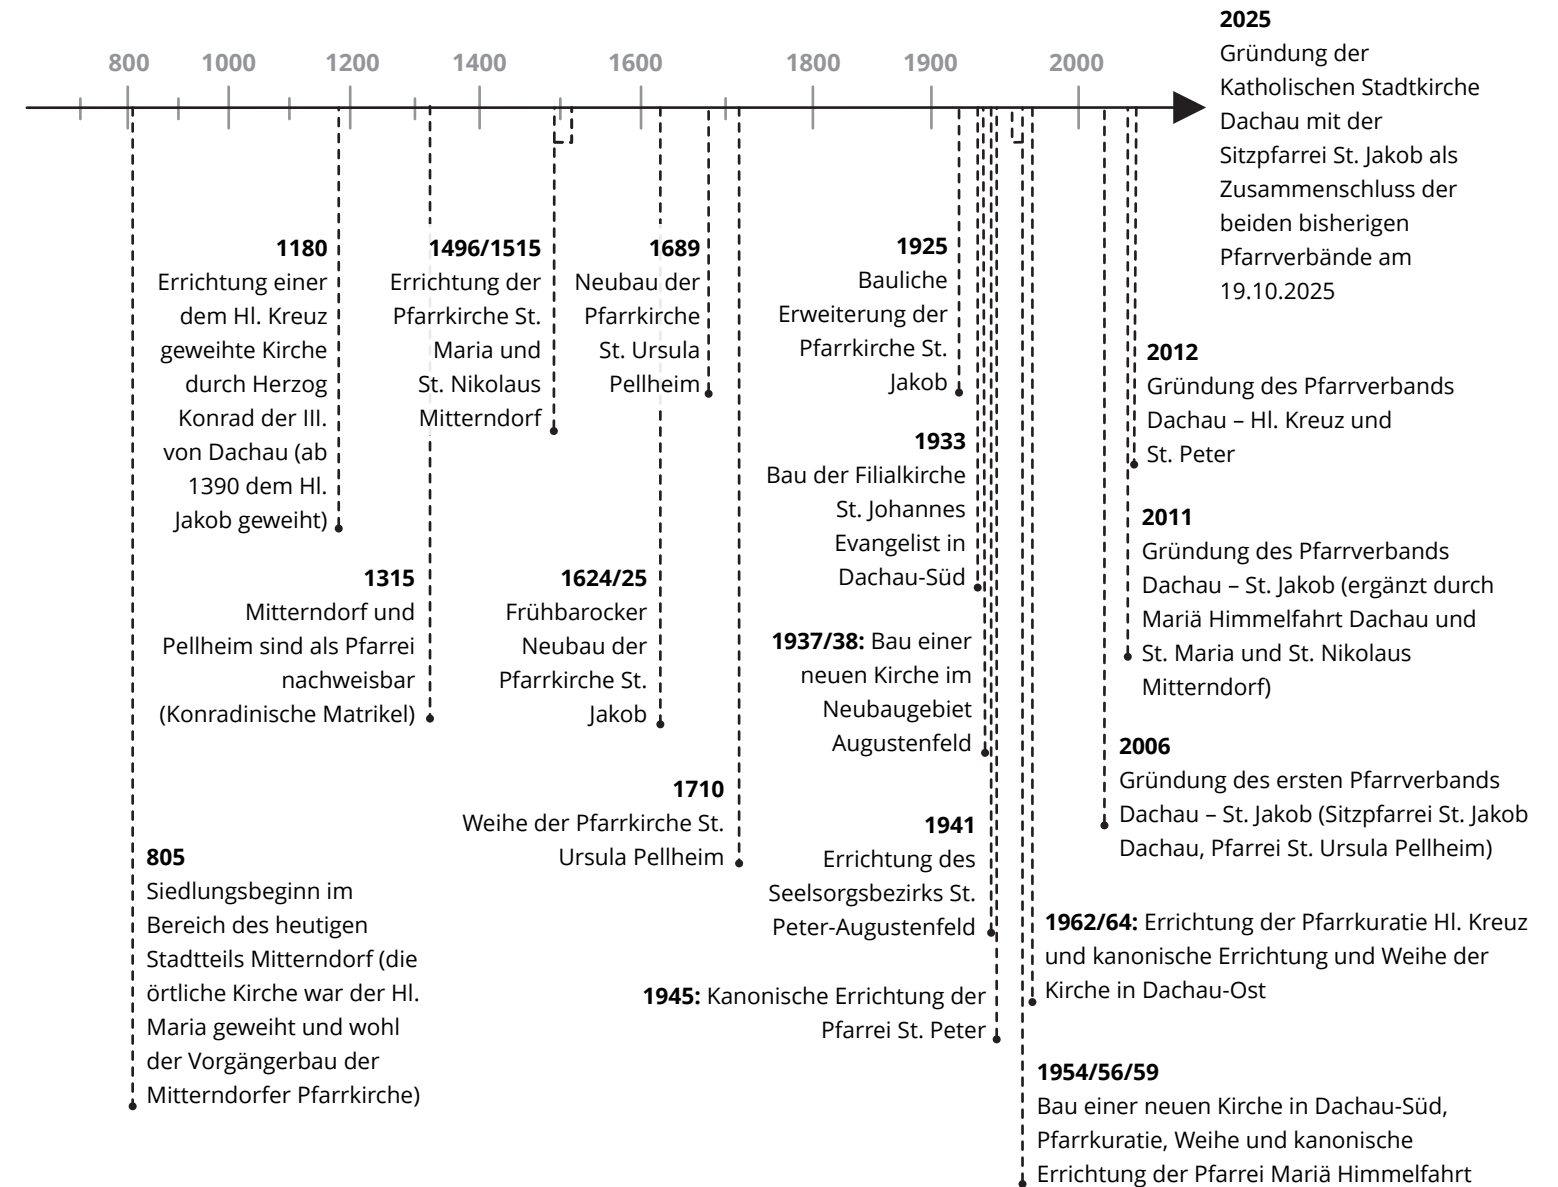 800 1000 1200 1400 1600 1800 1900 2000
2025
Gründung der
Katholischen Stadtkirche
Dachau mit der
Sitzpfarrei St. Jakob als
Zusammenschluss der
beiden bisherigen
Pfarrverbände am
19.10.2025
1180
Errichtung einer
dem Hl. Kreuz
geweihte Kirche
durch Herzog
Konrad der III.
von Dachau (ab
1390 dem Hl.
Jakob geweiht)
1496/1515
Errichtung der
Pfarrkirche St.
Maria und
St. Nikolaus
Mitterndorf
1689
Neubau der
Pfarrkirche
St. Ursula
Pellheim
1925
Bauliche
Erweiterung der
Pfarrkirche St.
Jakob
2012
Gründung des Pfarrverbands
Dachau – Hl. Kreuz und
St. Peter
1933
Bau der Filialkirche
St. Johannes
Evangelist in
Dachau-Süd
2011
Gründung des Pfarrverbands
Dachau – St. Jakob (ergänzt durch
Mariä Himmelfahrt Dachau und
St. Maria und St. Nikolaus
Mitterndorf)
1315
Mitterndorf und
Pellheim sind als Pfarrei
nachweisbar
(Konradinische Matrikel)
1624/25
Frühbarocker
Neubau der
Pfarrkirche St.
Jakob
1937/38: Bau einer
neuen Kirche im
Neubaugebiet
Augustenfeld
2006
Gründung des ersten Pfarrverbands
Dachau – St. Jakob (Sitzpfarrei St. Jakob
Dachau, Pfarrei St. Ursula Pellheim)
1710
Weihe der Pfarrkirche St.
Ursula Pellheim
1941
Errichtung des
Seelsorgsbezirks St.
Peter-Augustenfeld
805
Siedlungsbeginn im
Bereich des heutigen
Stadtteils Mitterndorf (die
örtliche Kirche war der Hl.
Maria geweiht und wohl
der Vorgängerbau der
Mitterndorfer Pfarrkirche)
1962/64: Errichtung der Pfarrkuratie Hl. Kreuz
und kanonische Errichtung und Weihe der
Kirche in Dachau-Ost
1945: Kanonische Errichtung der
Pfarrei St. Peter
1954/56/59
Bau einer neuen Kirche in Dachau-Süd,
Pfarrkuratie, Weihe und kanonische
Errichtung der Pfarrei Mariä Himmelfahrt